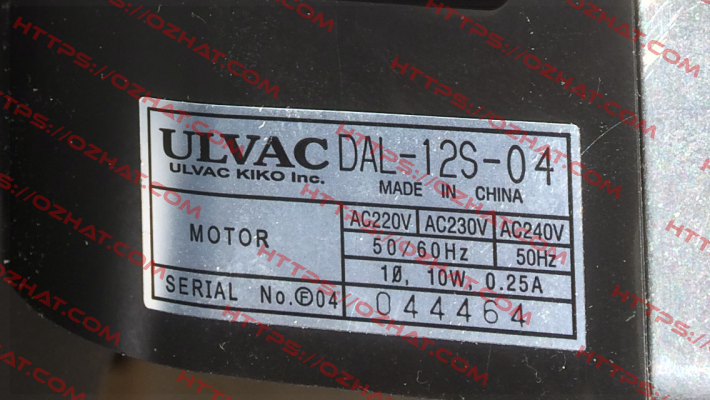 ULVAC DAL-12S-04
ULVAC KIKO Inc. MADE IN CHINA
MOTOR
AC220V AC230V AC240V
50/60Hz 50Hz
1Ø, 10W, 0.25A
SERIAL No.Ⓕ04 044464
HTTPS://OZHAT.COM